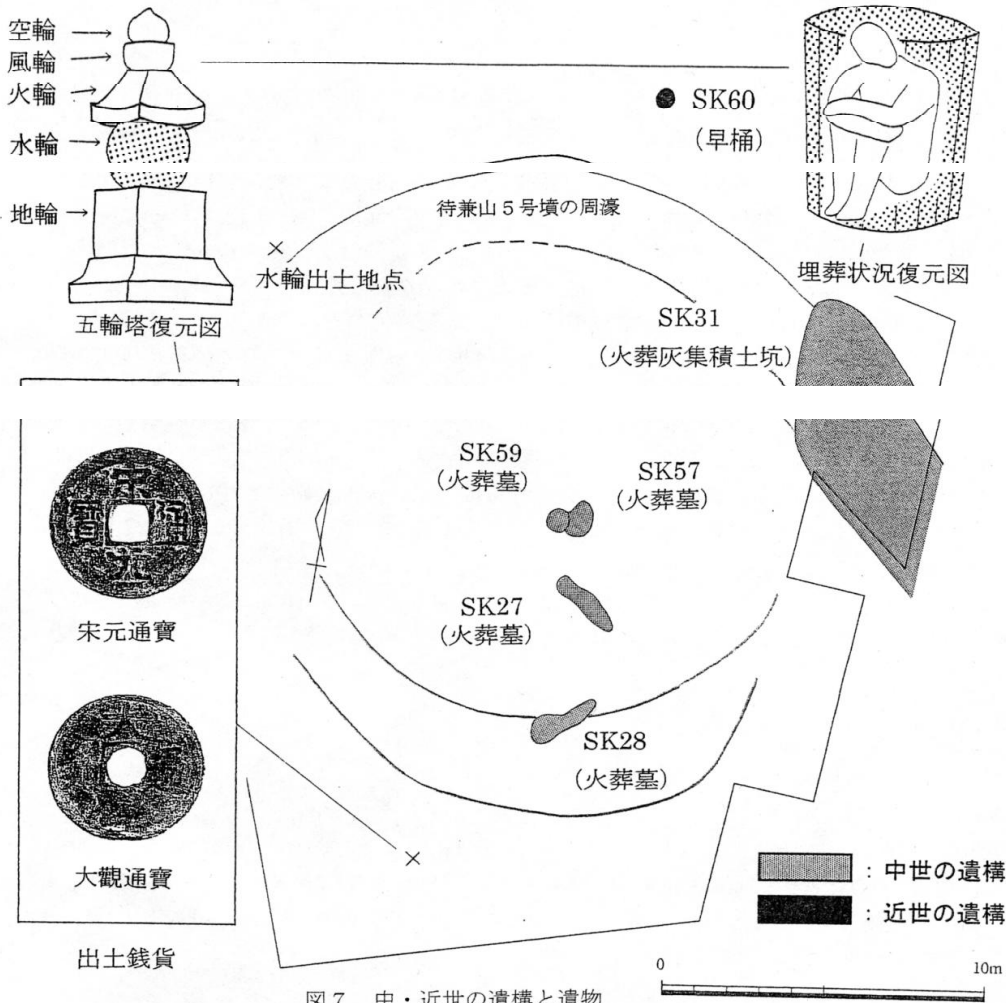 空輪
風輪
火輪
水輪
地輪
五輪塔復元図
SK60
(早桶)
待兼山5号墳の周濠
水輪出土地点
埋葬状況復元図
SK31
(火葬灰集積土坑)
SK59
(火葬墓)
SK57
(火葬墓)
SK27
(火葬墓)
SK28
(火葬墓)
宋元通寳
大觀通寳
出土銭貨
:中世の遺構
:近世の遺構
0
10m
図7 中・近世の遺構と遺物